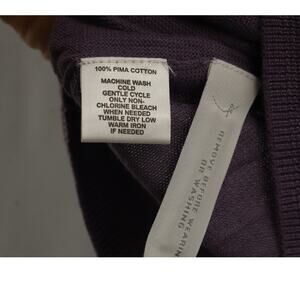 100% PIMA COTTON
MACHINE WASH
COLD
GENTLE CYCLE
ONLY NON-
CHLORINE BLEACH
WHEN NEEDED
TUMBLE DRY LOW
WARM IRON
IF NEEDED
REMOVE BEFORE WEARING
OR WASHING